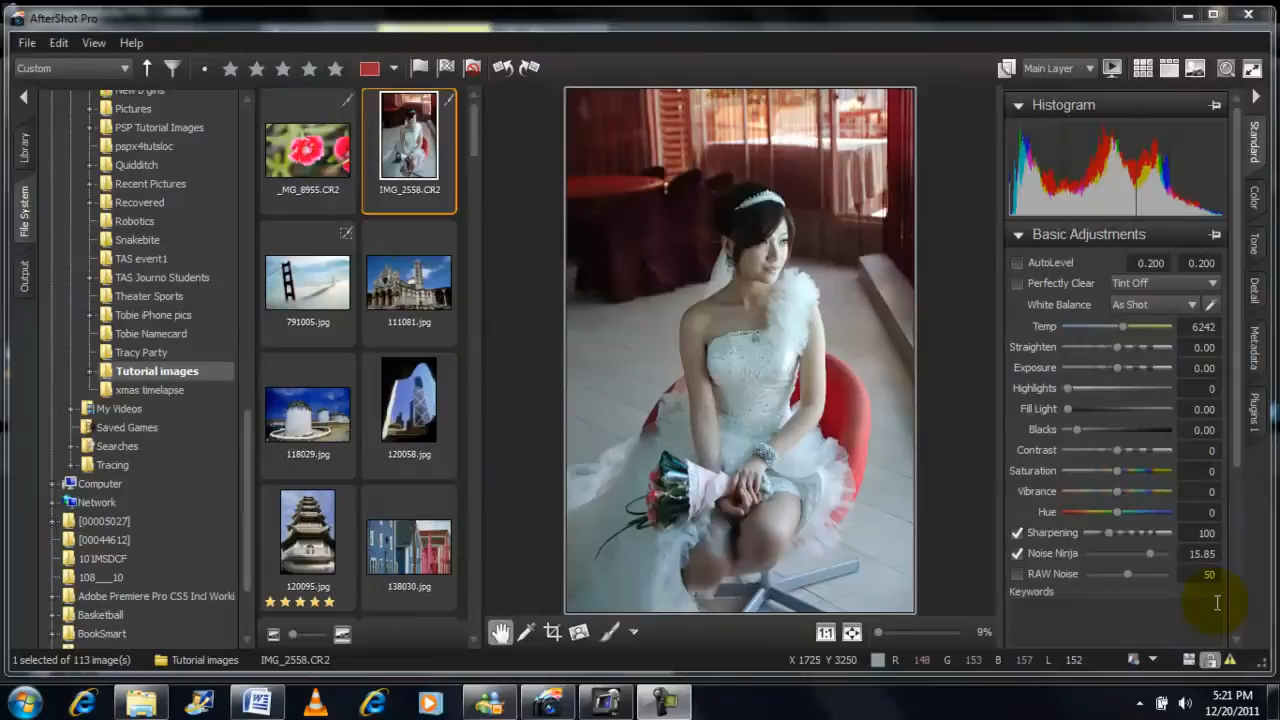 AfterShot Pro
File Edit View Help
Custom
Main Layer
Library
File System
Output
Pictures
PSP Tutorial Images
pspx4tutsloc
Quidditch
Recent Pictures
Recovered
Robotics
Snakebite
TAS event1
TAS Journo Students
Theater Sports
Tobie iPhone pics
Tobie Namecard
Tracy Party
Tutorial images
xmas timelapse
My Videos
Saved Games
Searches
Tracing
Computer
Network
[00005027]
[00044612]
101MSDCF
108___10
Adobe Premiere Pro CS5 Incl Worki
Basketball
BookSmart
_MG_8955.CR2 IMG_2558.CR2
791005.jpg 111081.jpg
118029.jpg 120058.jpg
120095.jpg 138030.jpg
1:1 9%
Histogram
Basic Adjustments
AutoLevel 0.200 0.200
Perfectly Clear Tint Off
White Balance As Shot
Temp 6242
Straighten 0.00
Exposure 0.00
Highlights 0
Fill Light 0.00
Blacks 0.00
Contrast 0
Saturation 0
Vibrance 0
Hue 0
Sharpening 100
Noise Ninja 15.85
RAW Noise 50
Keywords
Standard
Color
Tone
Detail
Metadata
Plugins 1
1 selected of 113 image(s) Tutorial images IMG_2558.CR2 X 1725 Y 3250 R 148 G 153 B 157 L 152
5:21 PM
12/20/2011